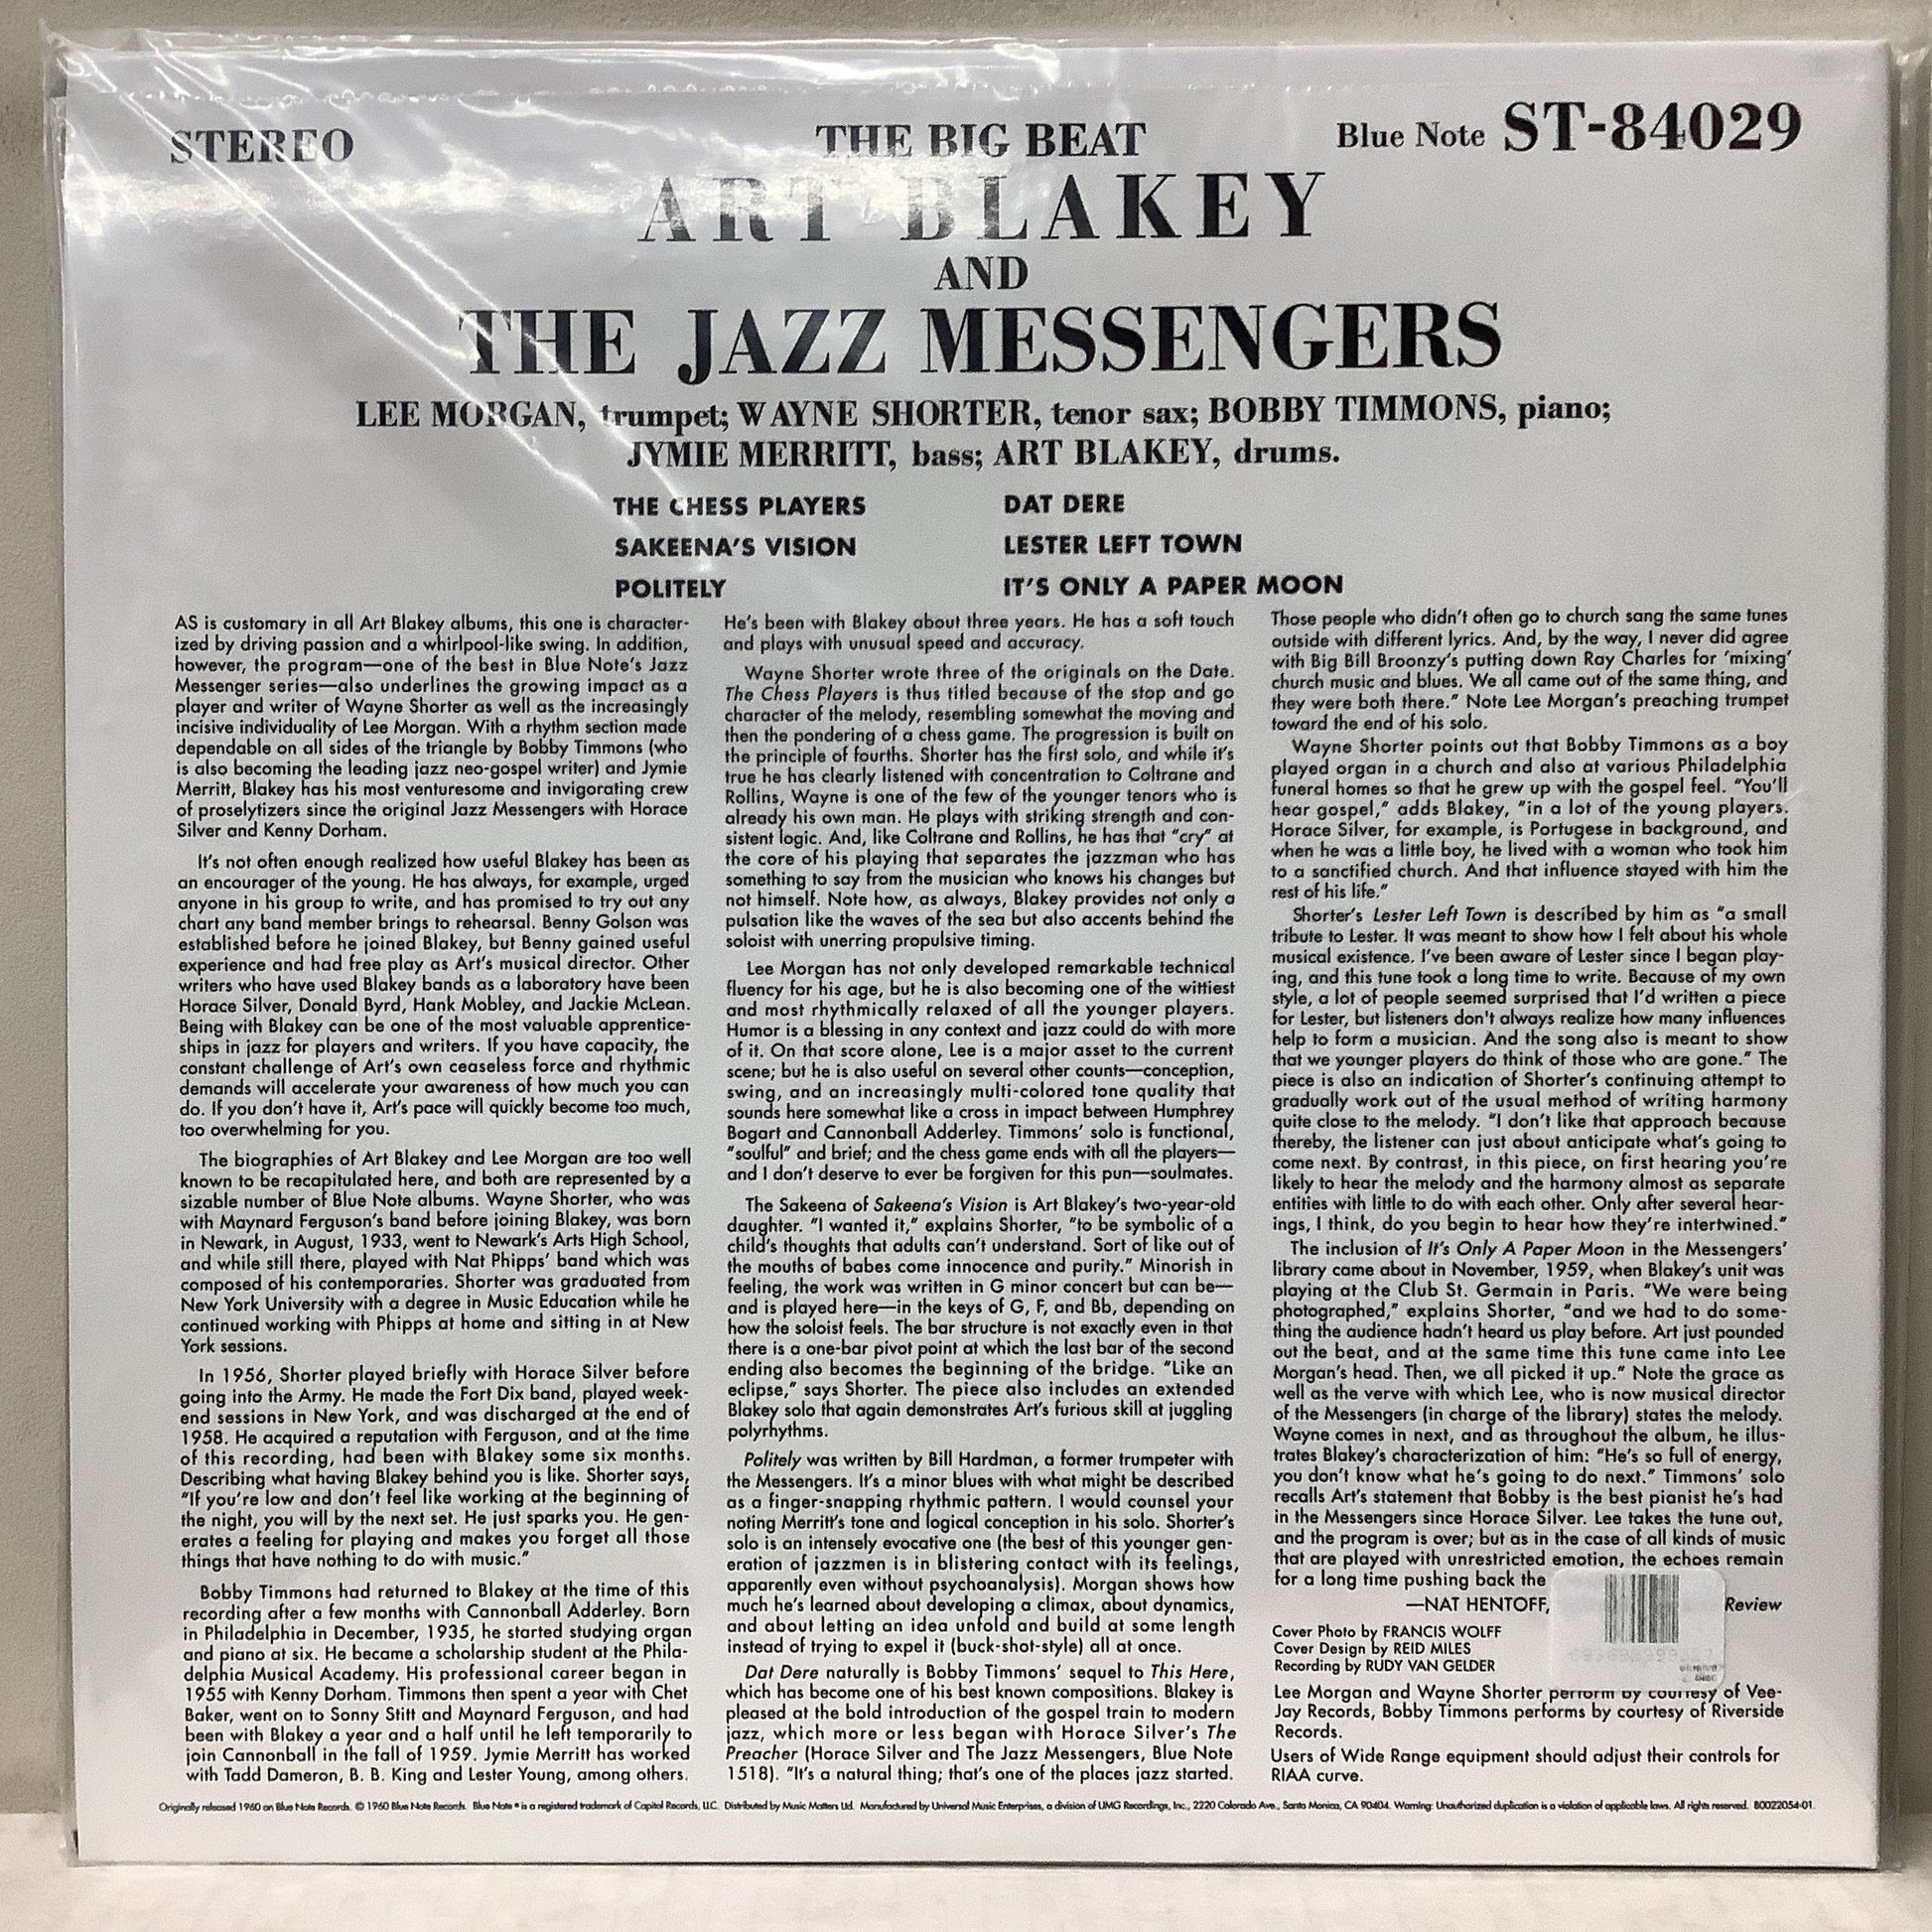 STEREO
THE BIG BEAT
Blue Note ST-84029
ART BLAKEY
AND
THE JAZZ MESSENGERS
LEE MORGAN, trumpet; WAYNE SHORTER, tenor sax; BOBBY TIMMONS, piano;
JYMIE MERRITT, bass; ART BLAKEY, drums.
THE CHESS PLAYERS
SAKEENA'S VISION
POLITELY
DAT DERE
LESTER LEFT TOWN
IT'S ONLY A PAPER MOON
AS is customary in all Art Blakey albums, this one is character-
ized by driving passion and a whirlpool-like swing. In addition,
however, the program—one of the best in Blue Note's Jazz
Messenger series—also underlines the growing impact as a
player and writer of Wayne Shorter as well as the increasingly
incisive individuality of Lee Morgan. With a rhythm section made
dependable on all sides of the triangle by Bobby Timmons (who
is also becoming the leading jazz neo-gospel writer) and Jymie
Merritt, Blakey has his most venturesome and invigorating crew
of proselytizers since the original Jazz Messengers with Horace
Silver and Kenny Dorham.
It's not often enough realized how useful Blakey has been as
an encourager of the young. He has always, for example, urged
anyone in his group to write, and has promised to try out any
chart any band member brings to rehearsal. Benny Golson was
established before he joined Blakey, but Benny gained useful
experience and had free play as Art's musical director. Other
writers who have used Blakey bands as a laboratory have been
Horace Silver, Donald Byrd, Hank Mobley, and Jackie McLean.
Being with Blakey can be one of the most valuable apprentice-
ships in jazz for players and writers. If you have capacity, the
constant challenge of Art's own ceaseless force and rhythmic
demands will accelerate your awareness of how much you can
do. If you don't have it, Art's pace will quickly become too much,
too overwhelming for you.
The biographies of Art Blakey and Lee Morgan are too well
known to be recapitulated here, and both are represented by a
sizable number of Blue Note albums. Wayne Shorter, who was
with Maynard Ferguson's band before joining Blakey, was born
in Newark, in August, 1933, went to Newark's Arts High School,
and while still there, played with Nat Phipps' band which was
composed of his contemporaries. Shorter was graduated from
New York University with a degree in Music Education while he
continued working with Phipps at home and sitting in at New
York sessions.
In 1956, Shorter played briefly with Horace Silver before
going into the Army. He made the Fort Dix band, played week-
end sessions in New York, and was discharged at the end of
1958. He acquired a reputation with Ferguson, and at the time
of this recording, had been with Blakey some six months.
Describing what having Blakey behind you is like. Shorter says,
"If you're low and don't feel like working at the beginning of
the night, you will by the next set. He just sparks you. He gen-
erates a feeling for playing and makes you forget all those
things that have nothing to do with music."
Bobby Timmons had returned to Blakey at the time of this
recording after a few months with Cannonball Adderley. Born
in Philadelphia in December, 1935, he started studying organ
and piano at six. He became a scholarship student at the Phila-
delphia Musical Academy. His professional career began in
1955 with Kenny Dorham. Timmons then spent a year with Chet
Baker, went on to Sonny Stitt and Maynard Ferguson, and had
been with Blakey a year and a half until he left temporarily to
join Cannonball in the fall of 1959. Jymie Merritt has worked
with Tadd Dameron, B. B. King and Lester Young, among others.
He's been with Blakey about three years. He has a soft touch
and plays with unusual speed and accuracy.
Wayne Shorter wrote three of the originals on the Date.
The Chess Players is thus titled because of the stop and go
character of the melody, resembling somewhat the moving and
then the pondering of a chess game. The progression is built on
the principle of fourths. Shorter has the first solo, and while it's
true he has clearly listened with concentration to Coltrane and
Rollins, Wayne is one of the few of the younger tenors who is
already his own man. He plays with striking strength and con-
sistent logic. And, like Coltrane and Rollins, he has that "cry" at
the core of his playing that separates the jazzman who has
something to say from the musician who knows his changes but
not himself. Note how, as always, Blakey provides not only a
pulsation like the waves of the sea but also accents behind the
soloist with unerring propulsive timing.
Lee Morgan has not only developed remarkable technical
fluency for his age, but he is also becoming one of the wittiest
and most rhythmically relaxed of all the younger players.
Humor is a blessing in any context and jazz could do with more
of it. On that score alone, Lee is a major asset to the current
scene; but he is also useful on several other counts—conception,
swing, and an increasingly multi-colored tone quality that
sounds here somewhat like a cross in impact between Humphrey
Bogart and Cannonball Adderley. Timmons' solo is functional,
"soulful" and brief; and the chess game ends with all the players—
and I don't deserve to ever be forgiven for this pun—soulmates.
The Sakeena of Sakeena's Vision is Art Blakey's two-year-old
daughter. "I wanted it," explains Shorter, "to be symbolic of a
child's thoughts that adults can't understand. Sort of like out of
the mouths of babes come innocence and purity." Minorish in
feeling, the work was written in G minor concert but can be—
and is played here—in the keys of G, F, and Bb, depending on
how the soloist feels. The bar structure is not exactly even in that
there is a one-bar pivot point at which the last bar of the second
ending also becomes the beginning of the bridge. "Like an
eclipse," says Shorter. The piece also includes an extended
Blakey solo that again demonstrates Art's furious skill at juggling
polyrhythms.
Politely was written by Bill Hardman, a former trumpeter with
the Messengers. It's a minor blues with what might be described
as a finger-snapping rhythmic pattern. I would counsel your
noting Merritt's tone and logical conception in his solo. Shorter's
solo is an intensely evocative one (the best of this younger gen-
eration of jazzmen is in blistering contact with its feelings,
apparently even without psychoanalysis). Morgan shows how
much he's learned about developing a climax, about dynamics,
and about letting an idea unfold and build at some length
instead of trying to expel it (buck-shot-style) all at once.
Dat Dere naturally is Bobby Timmons' sequel to This Here,
which has become one of his best known compositions. Blakey is
pleased at the bold introduction of the gospel train to modern
jazz, which more or less began with Horace Silver's The
Preacher (Horace Silver and The Jazz Messengers, Blue Note
1518). "It's a natural thing; that's one of the places jazz started.
Those people who didn't often go to church sang the same tunes
outside with different lyrics. And, by the way, I never did agree
with Big Bill Broonzy's putting down Ray Charles for 'mixing'
church music and blues. We all came out of the same thing, and
they were both there." Note Lee Morgan's preaching trumpet
toward the end of his solo.
Wayne Shorter points out that Bobby Timmons as a boy
played organ in a church and also at various Philadelphia
funeral homes so that he grew up with the gospel feel. "You'll
hear gospel," adds Blakey, "in a lot of the young players.
Horace Silver, for example, is Portugese in background, and
when he was a little boy, he lived with a woman who took him
to a sanctified church. And that influence stayed with him the
rest of his life."
Shorter's Lester Left Town is described by him as "a small
tribute to Lester. It was meant to show how I felt about his whole
musical existence. I've been aware of Lester since I began play-
ing, and this tune took a long time to write. Because of my own
style, a lot of people seemed surprised that I'd written a piece
for Lester, but listeners don't always realize how many influences
help to form a musician. And the song also is meant to show
that we younger players do think of those who are gone." The
piece is also an indication of Shorter's continuing attempt to
gradually work out of the usual method of writing harmony
quite close to the melody. "I don't like that approach because
thereby, the listener can just about anticipate what's going to
come next. By contrast, in this piece, on first hearing you're
likely to hear the melody and the harmony almost as separate
entities with little to do with each other. Only after several hear-
ings, I think, do you begin to hear how they're intertwined."
The inclusion of It's Only A Paper Moon in the Messengers'
library came about in November, 1959, when Blakey's unit was
playing at the Club St. Germain in Paris. "We were being
photographed," explains Shorter, "and we had to do some-
thing the audience hadn't heard us play before. Art just pounded
out the beat, and at the same time this tune came into Lee
Morgan's head. Then, we all picked it up." Note the grace as
well as the verve with which Lee, who is now musical director
of the Messengers (in charge of the library) states the melody.
Wayne comes in next, and as throughout the album, he illus-
trates Blakey's characterization of him: "He's so full of energy,
you don't know what he's going to do next." Timmons' solo
recalls Art's statement that Bobby is the best pianist he's had
in the Messengers since Horace Silver. Lee takes the tune out,
and the program is over; but as in the case of all kinds of music
that are played with unrestricted emotion, the echoes remain
for a long time pushing back the
—NAT HENTOFF, Review
Cover Photo by FRANCIS WOLFF
Cover Design by REID MILES
Recording by RUDY VAN GELDER
Lee Morgan and Wayne Shorter perform by courtesy of Vee-
Jay Records, Bobby Timmons performs by courtesy of Riverside
Records.
Users of Wide Range equipment should adjust their controls for
RIAA curve.
Originally released 1960 on Blue Note Records. © 1960 Blue Note Records. Blue Note ® is a registered trademark of Capitol Records, LLC. Distributed by Music Matters Ltd. Manufactured by Universal Music Enterprises, a division of UMG Recordings, Inc., 2220 Colorado Ave., Santa Monica, CA 90404. Warning: Unauthorized duplication is a violation of applicable laws. All rights reserved. B0022054-01